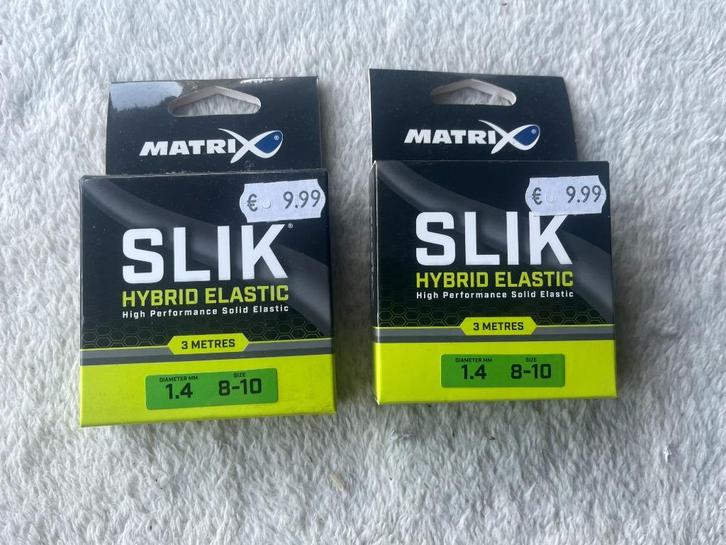 MATRIX
€ 9.99
SLIK®
HYBRID ELASTIC
High Performance Solid Elastic
3 METRES
DIAMETER MM
1.4
SIZE
8-10
MATRIX
€ 9.99
SLIK
HYBRID ELASTIC
High Performance Solid Elastic
3 METRES
DIAMETER MM
1.4
SIZE
8-10